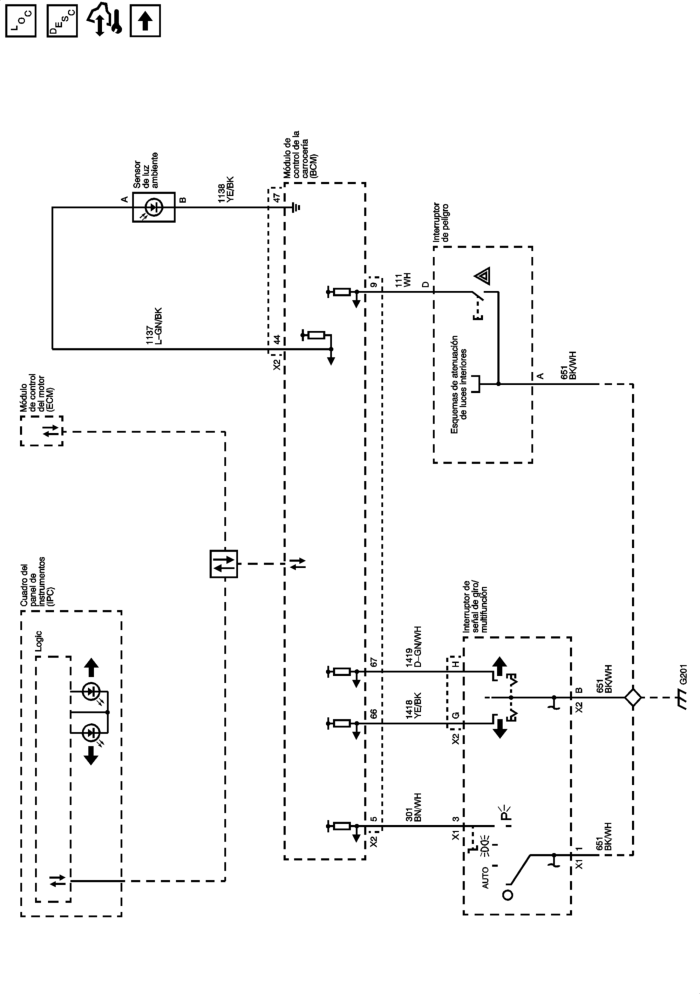 LOC
DESC
Cuadro del
panel de
instrumentos
(IPC)
Logic
Módulo
de control
del motor
(ECM)
Sensor
de luz
ambiente
A
B
1137
L-GN/BK
1138
YE/BK
X2
44
47
Módulo de
control de la
carrocería
(BCM)
X2
5
66
67
9
301
BN/WH
1418
YE/BK
1419
D-GN/WH
111
WH
X1
3
X2
G
H
D
Interruptor de
señal de giro/
multifunción
Interruptor
de peligro
AUTO
P
Esquemas de atenuación
de luces interiores
X1
1
X2
B
A
651
BK/WH
651
BK/WH
651
BK/WH
G201